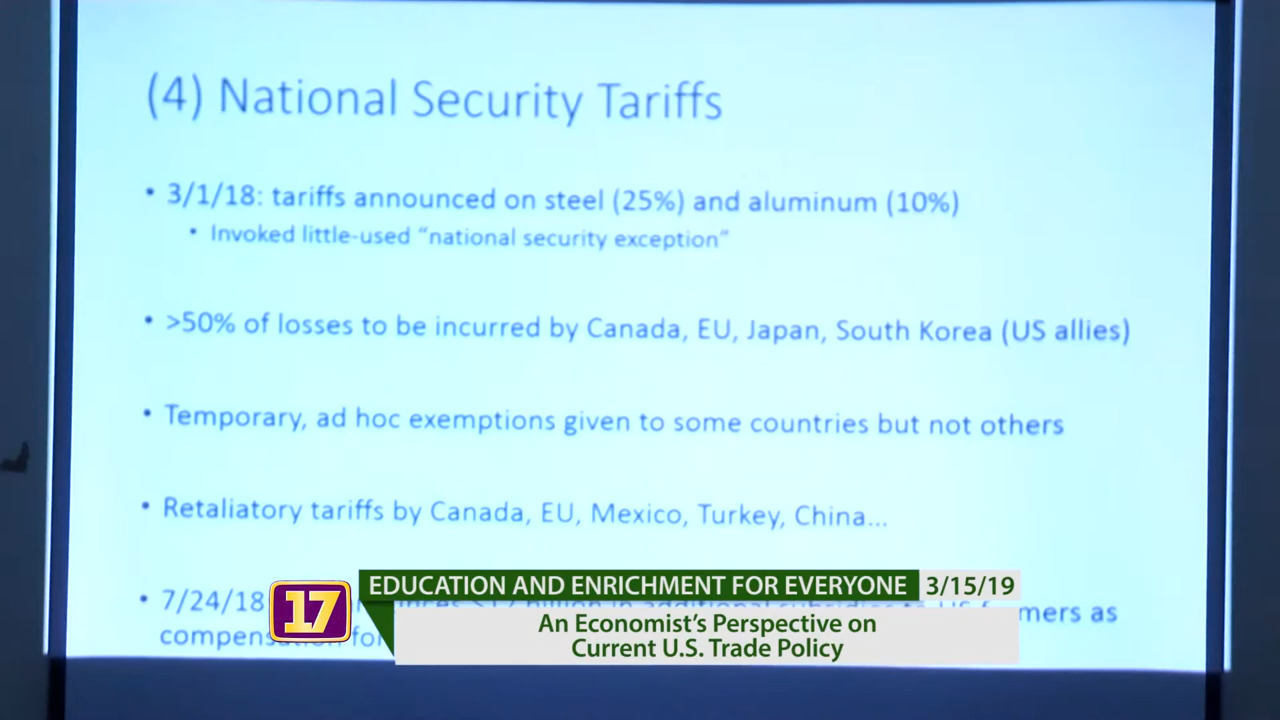 (4) National Security Tariffs
• 3/1/18: tariffs announced on steel (25%) and aluminum (10%)
• Invoked little-used “national security exception”
• >50% of losses to be incurred by Canada, EU, Japan, South Korea (US allies)
• Temporary, ad hoc exemptions given to some countries but not others
• Retaliatory tariffs by Canada, EU, Mexico, Turkey, China...
• 7/24/18 as
17
EDUCATION AND ENRICHMENT FOR EVERYONE 3/15/19
An Economist’s Perspective on
Current U.S. Trade Policy